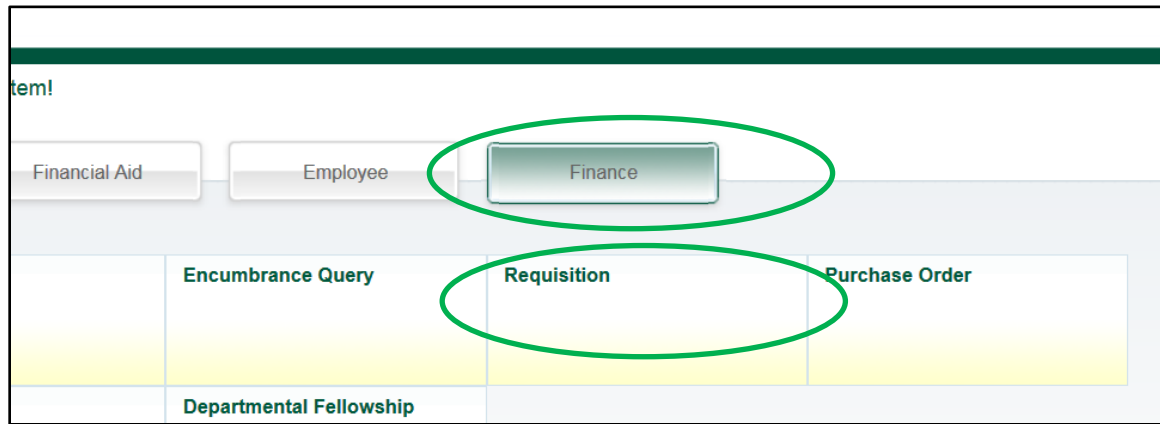 tem!
Financial Aid
Employee
Finance
Encumbrance Query
Requisition
Purchase Order
Departmental Fellowship